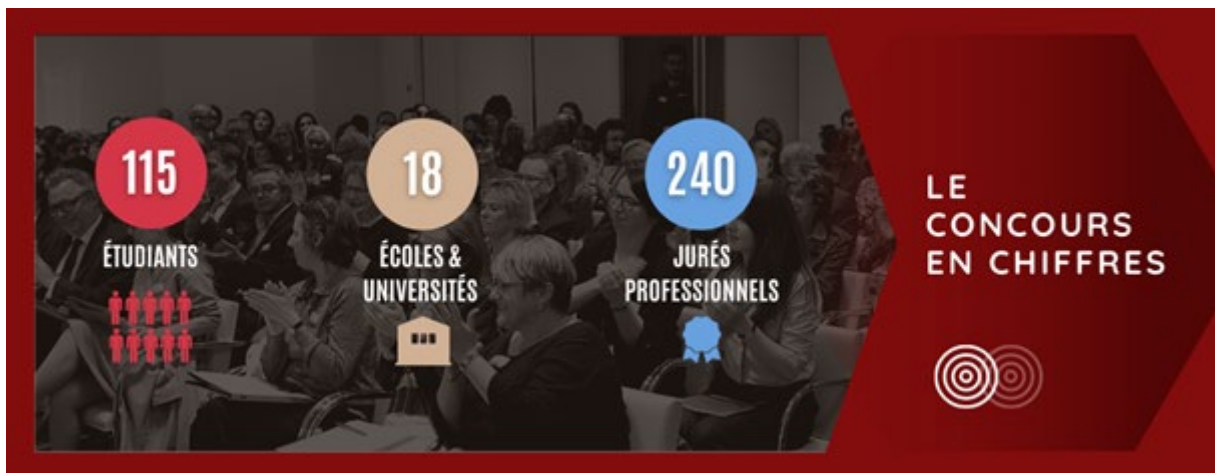 115
ÉTUDIANTS
18
ÉCOLES &
UNIVERSITÉS
240
JURÉS
PROFESSIONNELS
LE
CONCOURS
EN CHIFFRES